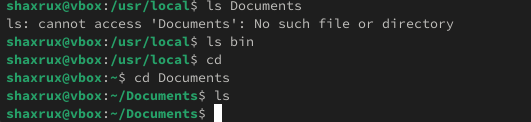 shaxrux@vbox:/usr/local$ ls Documents
ls: cannot access 'Documents': No such file or directory
shaxrux@vbox:/usr/local$ ls bin
shaxrux@vbox:/usr/local$ cd
shaxrux@vbox:~$ cd Documents
shaxrux@vbox:~/Documents$ ls
shaxrux@vbox:~/Documents$